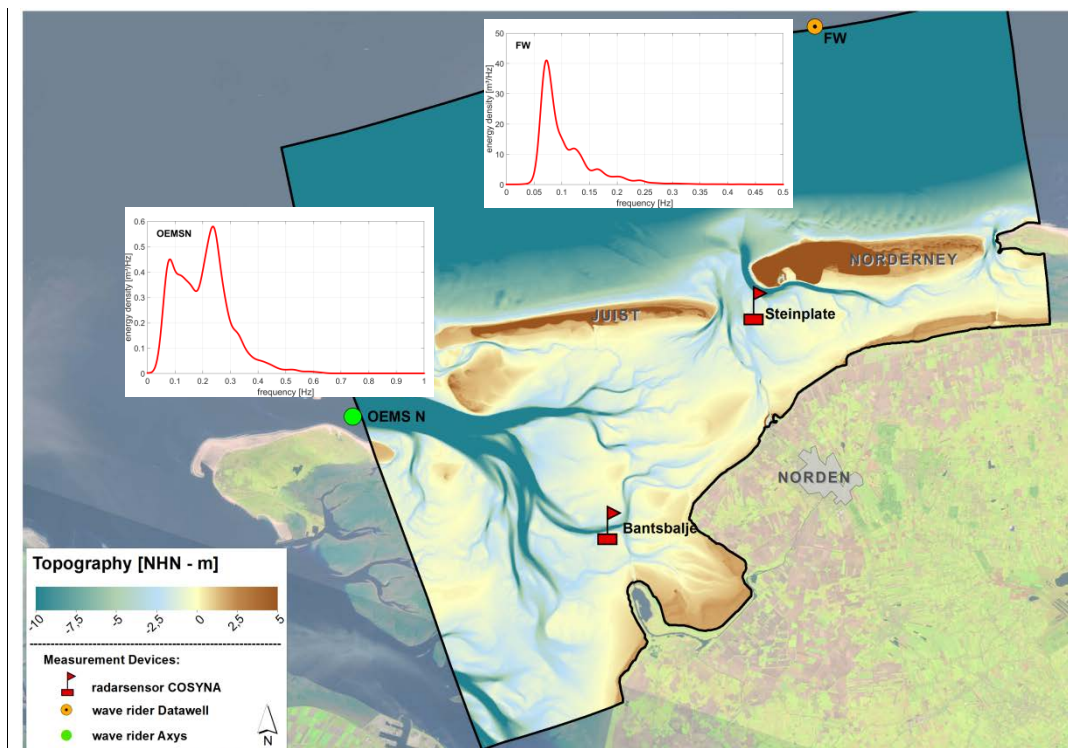 FW
FW
50
40
30
20
10
0
energy density [m²/Hz]
0 0.05 0.1 0.15 0.2 0.25 0.3 0.35 0.4 0.45 0.5
frequency [Hz]
OEMSN
0.6
0.5
0.4
0.3
0.2
0.1
0
energy density [m²/Hz]
0 0.1 0.2 0.3 0.4 0.5 0.6 0.7 0.8 0.9 1
frequency [Hz]
NORDERNEY
JUIST
Steinplate
OEMS N
NORDEN
Bantsbalje
Topography [NHN - m]
-10 -7,5 -5 -2,5 0 2,5 5
Measurement Devices:
radarsensor COSYNA
wave rider Datawell
wave rider Axys
N